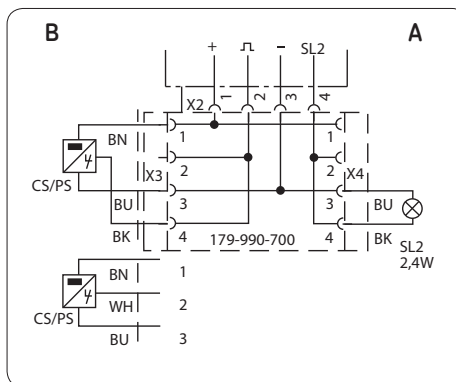 B A
+ ⎍ − SL2
X2 1 2 3 4
BN 1 1
X3 2 2 X4
CS/PS
BU 3 3 BU
BK 4 179-990-700 4 BK
SL2
2,4W
BN 1
WH 2
CS/PS
BU 3